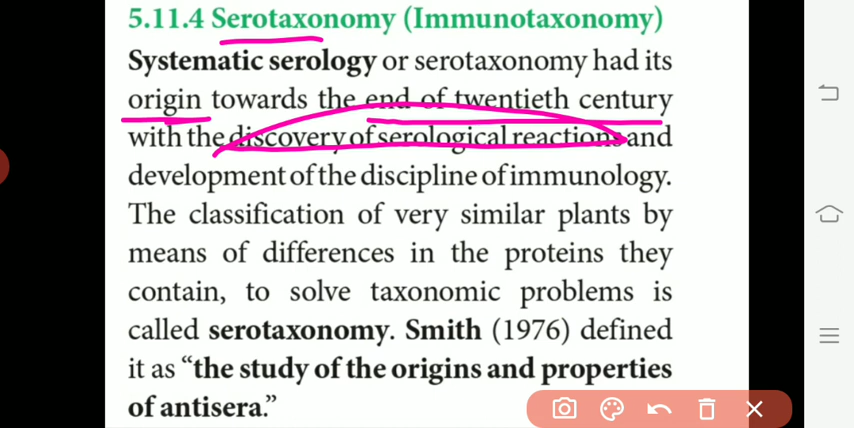 5.11.4 Serotaxonomy (Immunotaxonomy)
Systematic serology or serotaxonomy had its
origin towards the end of twentieth century
with the discovery of serological reactions and
development of the discipline of immunology.
The classification of very similar plants by
means of differences in the proteins they
contain, to solve taxonomic problems is
called serotaxonomy. Smith (1976) defined
it as “the study of the origins and properties
of antisera.”